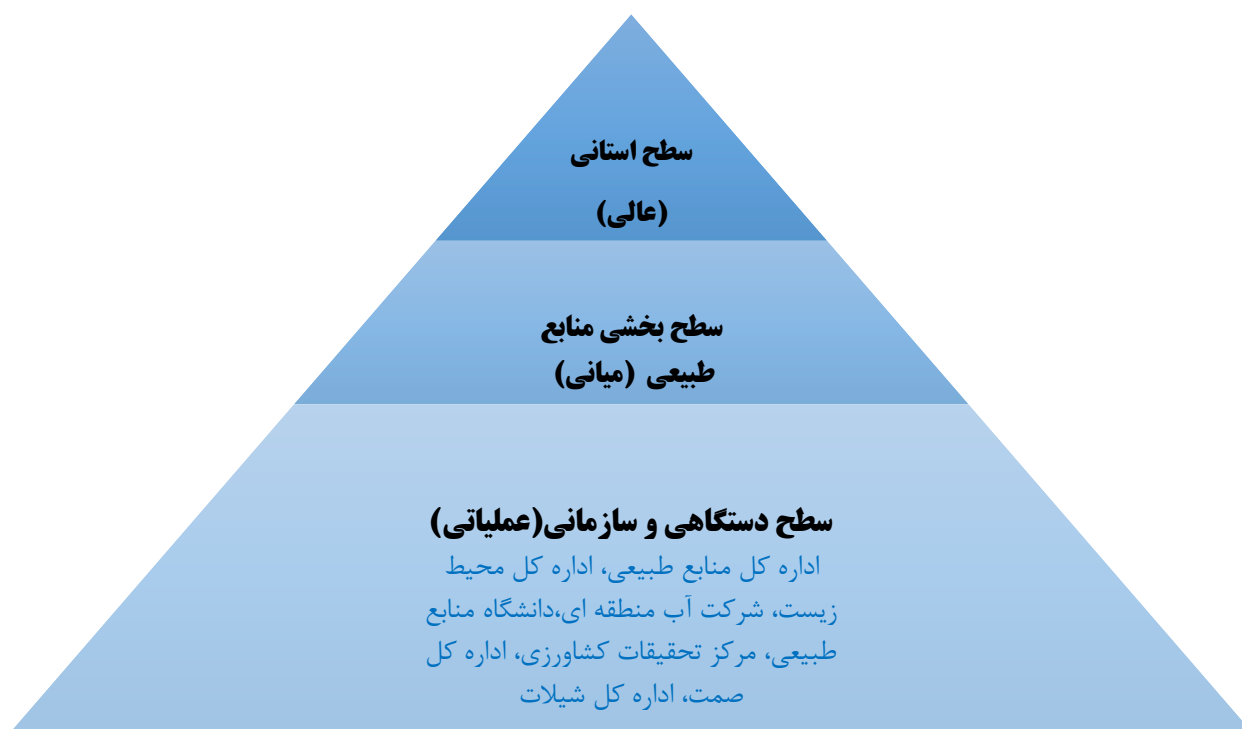 سطح استانی
(عالی)
سطح بخشی منابع
طبیعی (میانی)
سطح دستگاهی و سازمانی(عملیاتی)
اداره کل منابع طبیعی، اداره کل محیط
زیست، شرکت آب منطقه ای،دانشگاه منابع
طبیعی، مرکز تحقیقات کشاورزی، اداره کل
صمت، اداره کل شیلات